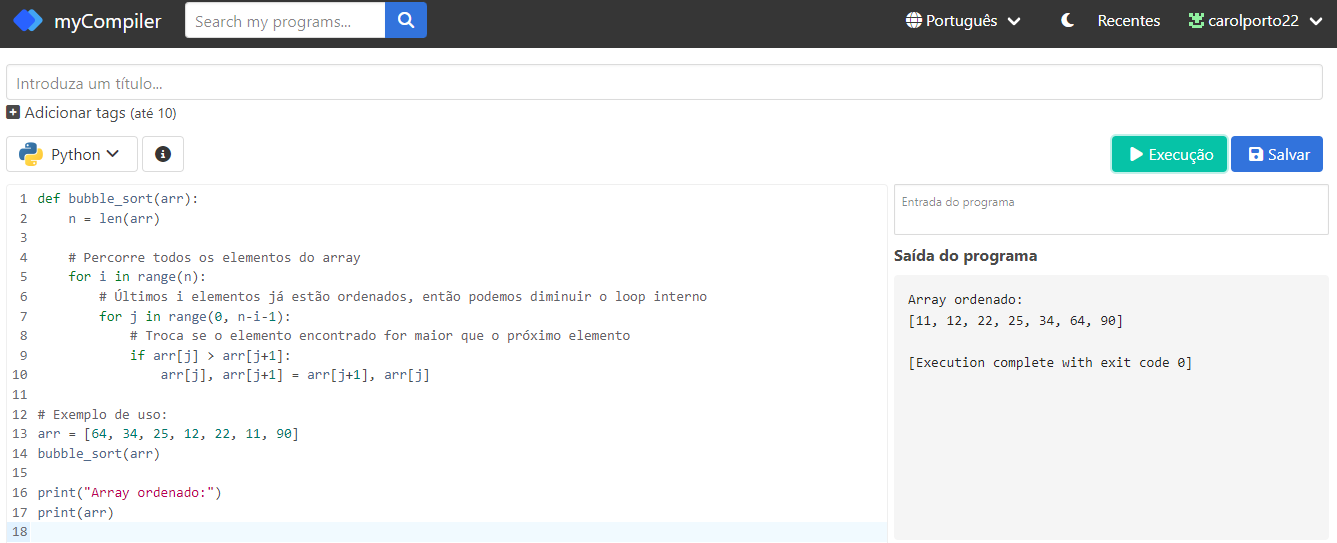 myCompiler
Search my programs...
Português
Recentes
carolporto22
Introduza um título...
Adicionar tags (até 10)
Python
Execução
Salvar
1 def bubble_sort(arr):
2     n = len(arr)
3
4     # Percorre todos os elementos do array
5     for i in range(n):
6         # Últimos i elementos já estão ordenados, então podemos diminuir o loop interno
7         for j in range(0, n-i-1):
8             # Troca se o elemento encontrado for maior que o próximo elemento
9             if arr[j] > arr[j+1]:
10                 arr[j], arr[j+1] = arr[j+1], arr[j]
11
12 # Exemplo de uso:
13 arr = [64, 34, 25, 12, 22, 11, 90]
14 bubble_sort(arr)
15
16 print("Array ordenado:")
17 print(arr)
18
Entrada do programa
Saída do programa
Array ordenado:
[11, 12, 22, 25, 34, 64, 90]
[Execution complete with exit code 0]